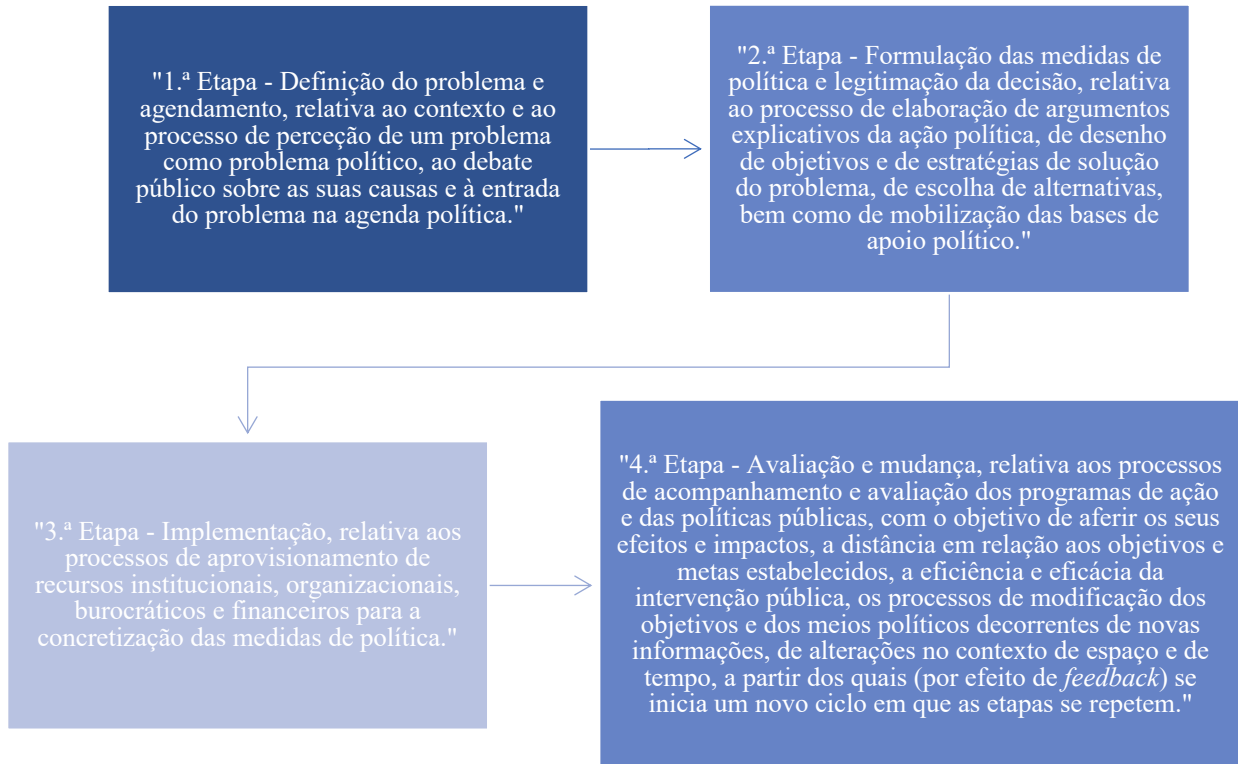 "1.ª Etapa - Definição do problema e
agendamento, relativa ao contexto e ao
processo de perceção de um problema
como problema político, ao debate
público sobre as suas causas e à entrada
do problema na agenda política."
"2.ª Etapa - Formulação das medidas de
política e legitimação da decisão, relativa
ao processo de elaboração de argumentos
explicativos da ação política, de desenho
de objetivos e de estratégias de solução
do problema, de escolha de alternativas,
bem como de mobilização das bases de
apoio político."
"3.ª Etapa - Implementação, relativa aos
processos de aprovisionamento de
recursos institucionais, organizacionais,
burocráticos e financeiros para a
concretização das medidas de política."
"4.ª Etapa - Avaliação e mudança, relativa aos processos
de acompanhamento e avaliação dos programas de ação
e das políticas públicas, com o objetivo de aferir os seus
efeitos e impactos, a distância em relação aos objetivos e
metas estabelecidos, a eficiência e eficácia da
intervenção pública, os processos de modificação dos
objetivos e dos meios políticos decorrentes de novas
informações, de alterações no contexto de espaço e de
tempo, a partir dos quais (por efeito de feedback) se
inicia um novo ciclo em que as etapas se repetem."